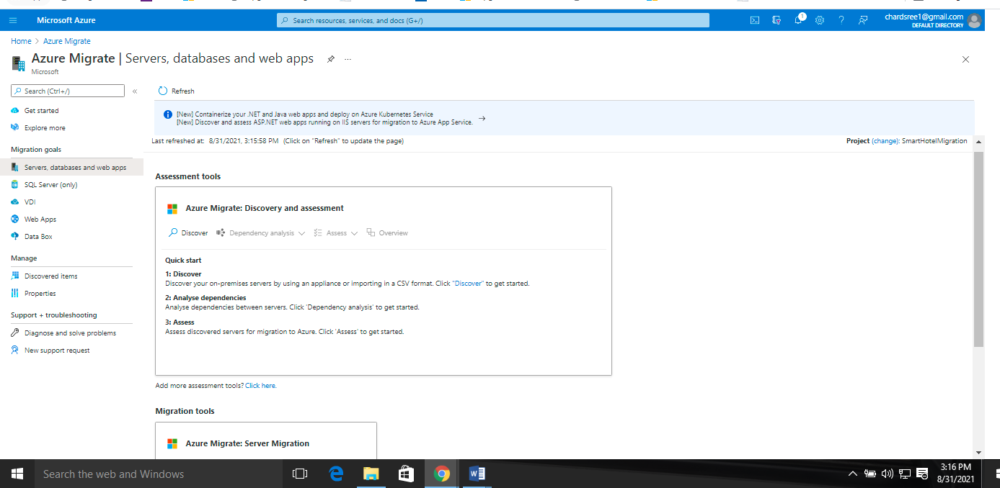 Microsoft Azure
Search resources, services, and docs (G+/)
1
chardsree1@gmail.com
DEFAULT DIRECTORY
Home > Azure Migrate
Azure Migrate | Servers, databases and web apps
Microsoft
Search (Ctrl+/)
Refresh
Get started
Explore more
Migration goals
Servers, databases and web apps
SQL Server (only)
VDI
Web Apps
Data Box
Manage
Discovered items
Properties
Support + troubleshooting
Diagnose and solve problems
New support request
[New] Containerize your .NET and Java web apps and deploy on Azure Kubernetes Service
[New] Discover and assess ASP.NET web apps running on IIS servers for migration to Azure App Service.
Last refreshed at: 8/31/2021, 3:15:58 PM (Click on "Refresh" to update the page)
Project (change): SmartHotelMigration
Assessment tools
Azure Migrate: Discovery and assessment
Discover Dependency analysis Assess Overview
Quick start
1: Discover
Discover your on-premises servers by using an appliance or importing in a CSV format. Click "Discover" to get started.
2: Analyse dependencies
Analyse dependencies between servers. Click 'Dependency analysis' to get started.
3: Assess
Assess discovered servers for migration to Azure. Click 'Assess' to get started.
Add more assessment tools? Click here.
Migration tools
Azure Migrate: Server Migration
Search the web and Windows
3:16 PM
8/31/2021